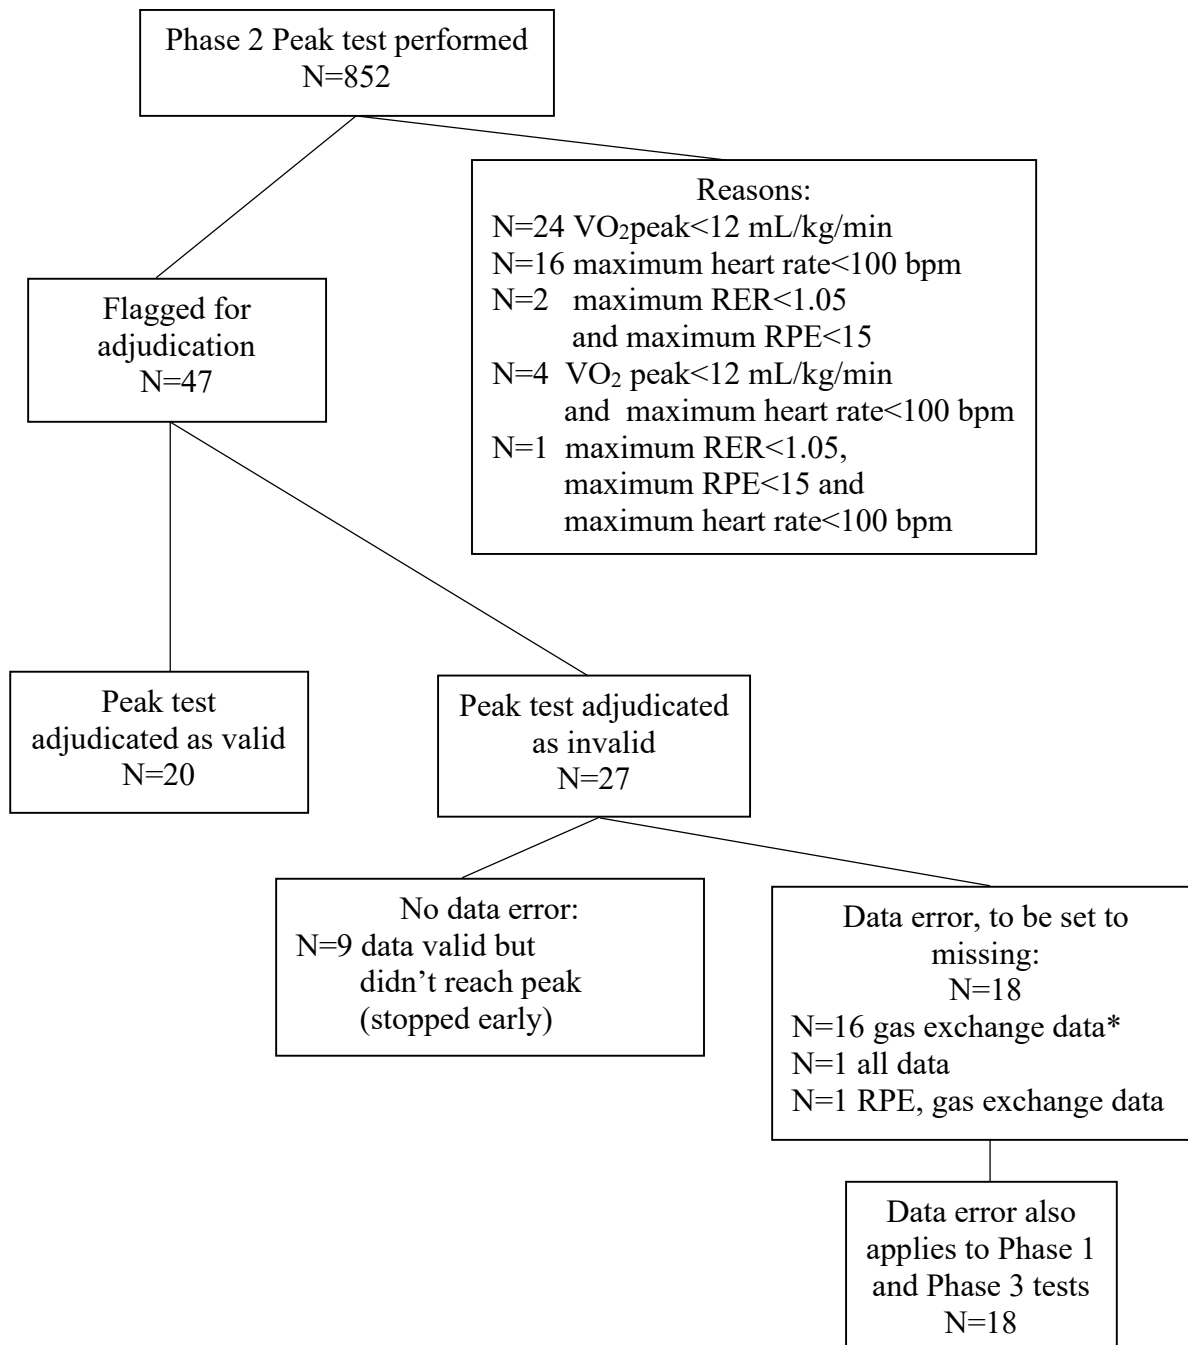 Phase 2 Peak test performed
N=852
Reasons:
N=24 VO₂peak<12 mL/kg/min
N=16 maximum heart rate<100 bpm
N=2 maximum RER<1.05
and maximum RPE<15
N=4 VO₂ peak<12 mL/kg/min
and maximum heart rate<100 bpm
N=1 maximum RER<1.05,
maximum RPE<15 and
maximum heart rate<100 bpm
Flagged for
adjudication
N=47
Peak test
adjudicated as valid
N=20
Peak test adjudicated
as invalid
N=27
No data error:
N=9 data valid but
didn’t reach peak
(stopped early)
Data error, to be set to
missing:
N=18
N=16 gas exchange data*
N=1 all data
N=1 RPE, gas exchange data
Data error also
applies to Phase 1
and Phase 3 tests
N=18